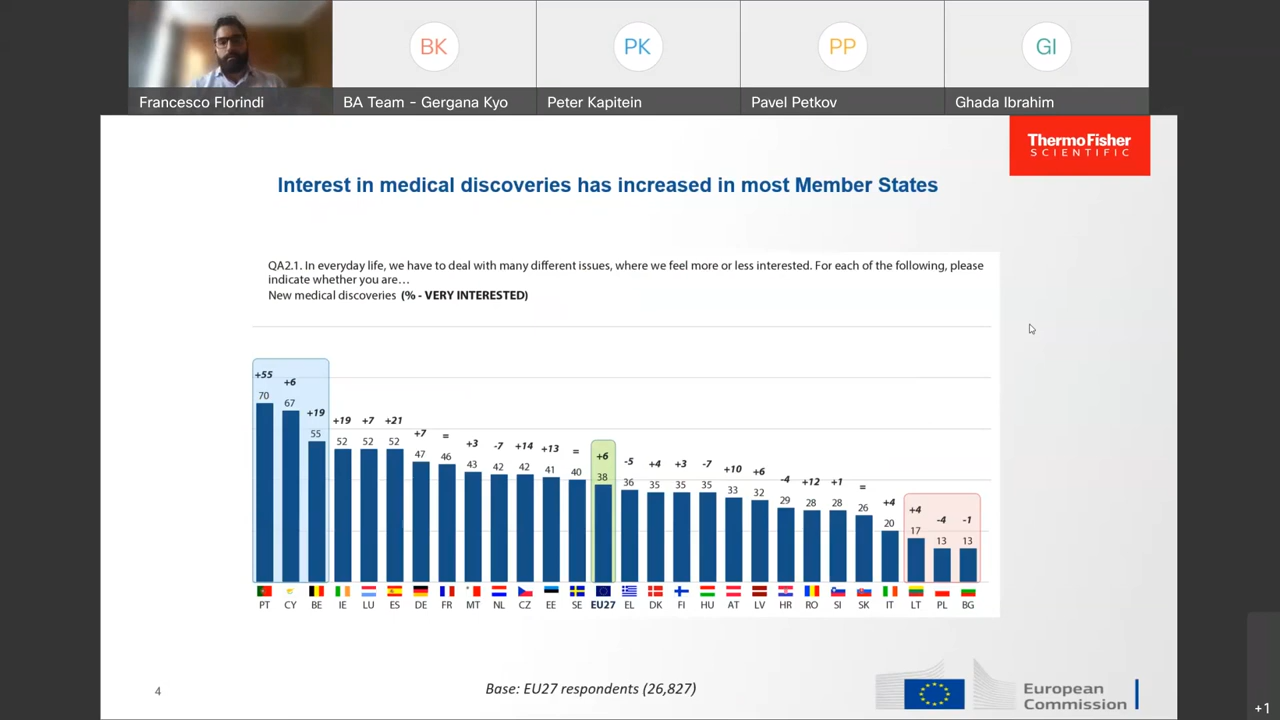 BK
PK
PP
GI
Francesco Florindi
BA Team - Gergana Kyo
Peter Kapitein
Pavel Petkov
Ghada Ibrahim
ThermoFisher
SCIENTIFIC
Interest in medical discoveries has increased in most Member States
QA2.1. In everyday life, we have to deal with many different issues, where we feel more or less interested. For each of the following, please
indicate whether you are…
New medical discoveries (% - VERY INTERESTED)
+55 +6 +19 +19 +7 +21 +7 = +3 -7 +14 +13 = +6 -5 +4 +3 -7 +10 +6 -4 +12 +1 = +4 +4 -4 -1
70 67 55 52 52 52 47 46 43 42 42 41 40 38 36 35 35 35 33 32 29 28 28 26 20 17 13 13
PT CY BE IE LU ES DE FR MT NL CZ EE SE EU27 EL DK FI HU AT LV HR RO SI SK IT LT PL BG
4
Base: EU27 respondents (26,827)
European
Commission
+1